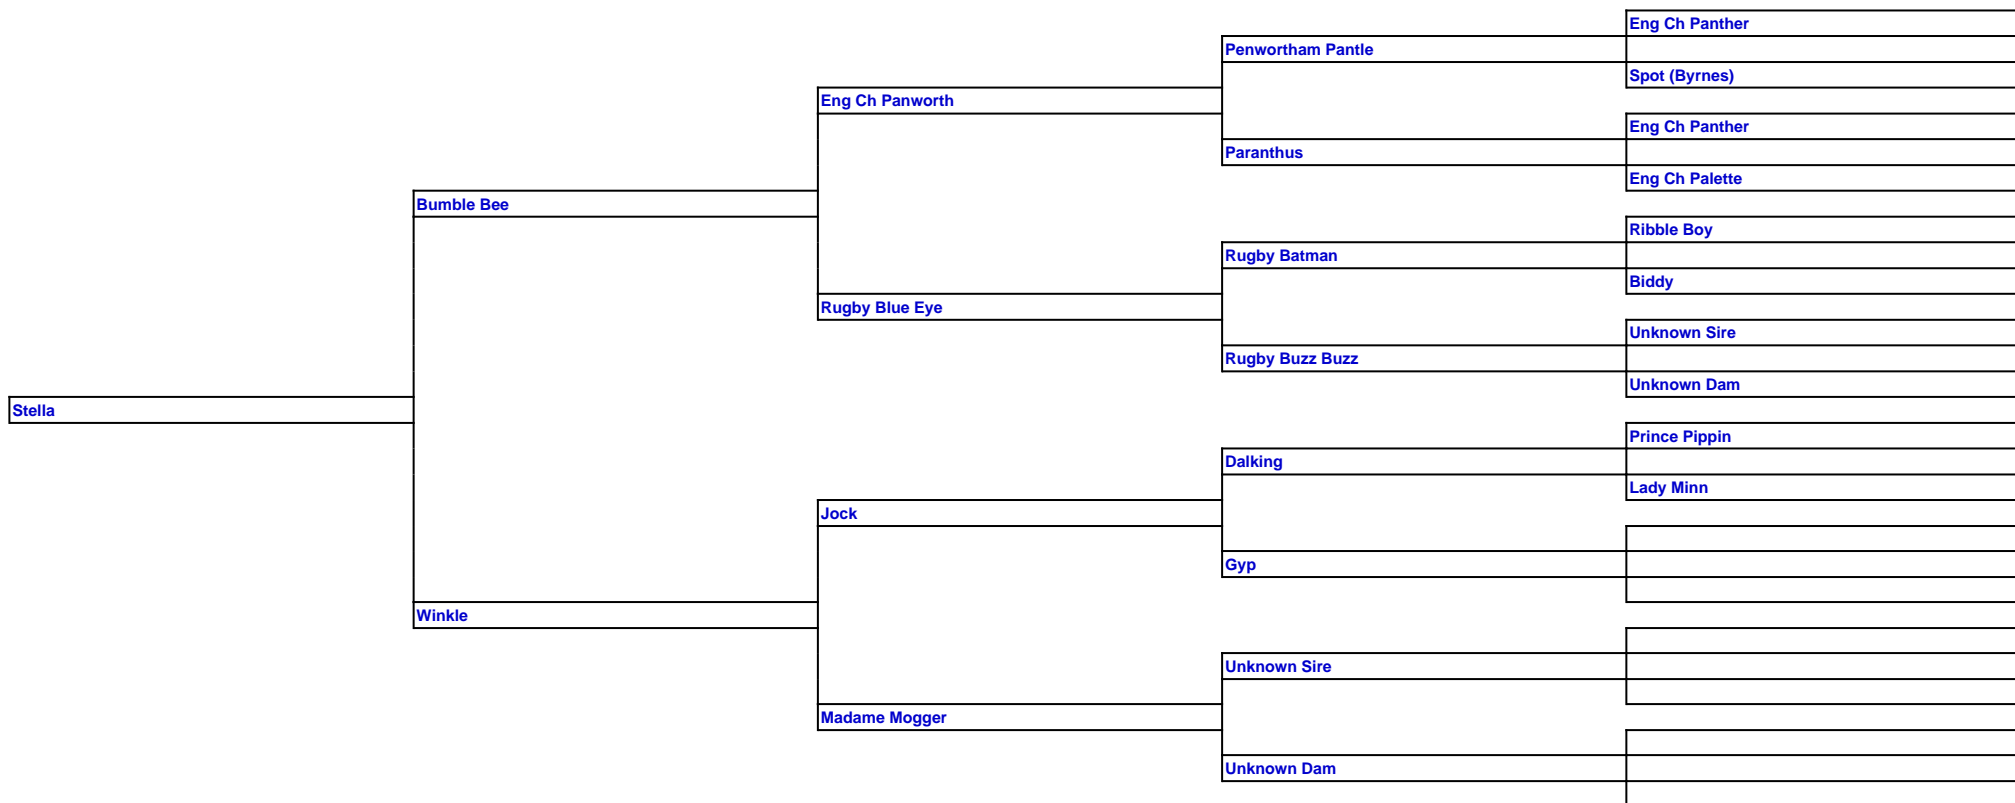 Eng Ch Panther
Penwortham Pantle
Spot (Byrnes)
Eng Ch Panworth
Eng Ch Panther
Paranthus
Eng Ch Palette
Bumble Bee
Ribble Boy
Rugby Batman
Biddy
Rugby Blue Eye
Unknown Sire
Rugby Buzz Buzz
Unknown Dam
Stella
Prince Pippin
Dalking
Lady Minn
Jock
Gyp
Winkle
Unknown Sire
Madame Mogger
Unknown Dam